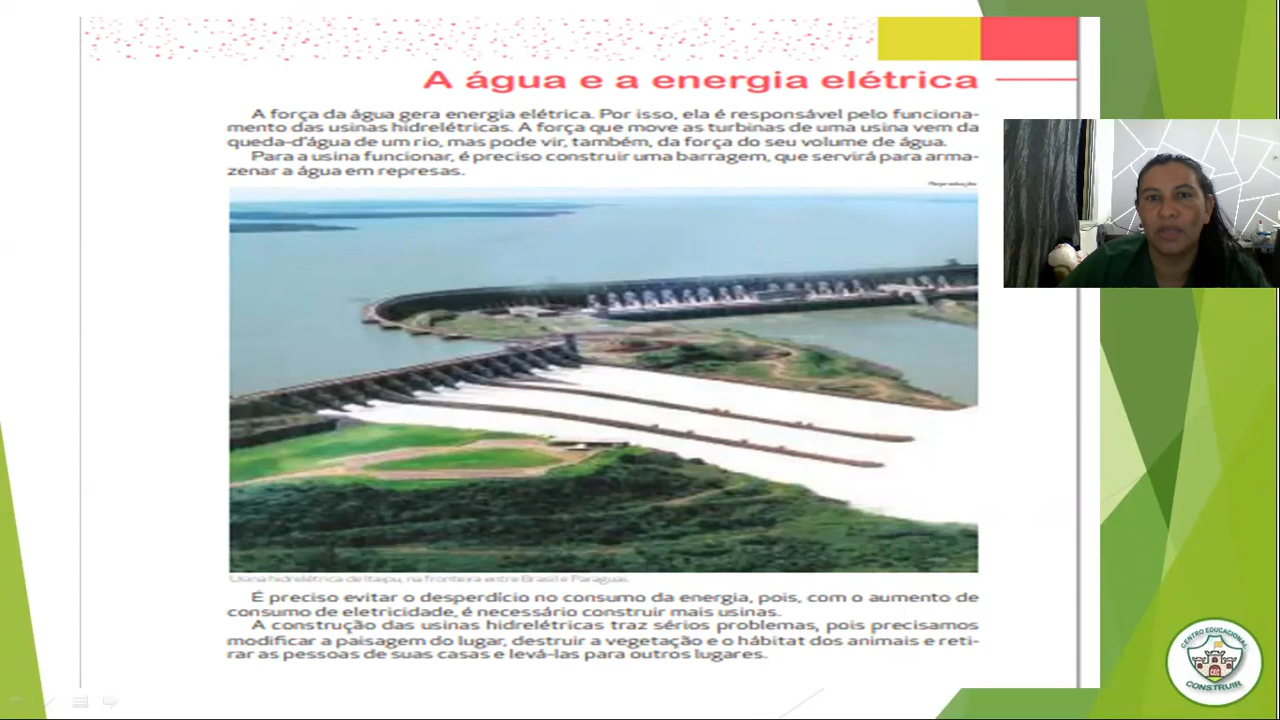 A água e a energia elétrica
A força da água gera energia elétrica. Por isso, ela é responsável pelo funciona-
mento das usinas hidrelétricas. A força que move as turbinas de uma usina vem da
queda-d'água de um rio, mas pode vir, também, da força do seu volume de água.
Para a usina funcionar, é preciso construir uma barragem, que servirá para arma-
zenar a água em represas.
Reprodução
Usina hidrelétrica de Itaipu, na fronteira entre Brasil e Paraguai.
É preciso evitar o desperdício no consumo da energia, pois, com o aumento de
consumo de eletricidade, é necessário construir mais usinas.
A construção das usinas hidrelétricas traz sérios problemas, pois precisamos
modificar a paisagem do lugar, destruir a vegetação e o hábitat dos animais e reti-
rar as pessoas de suas casas e levá-las para outros lugares.
CENTRO EDUCACIONAL
CEC
CONSTRUIR